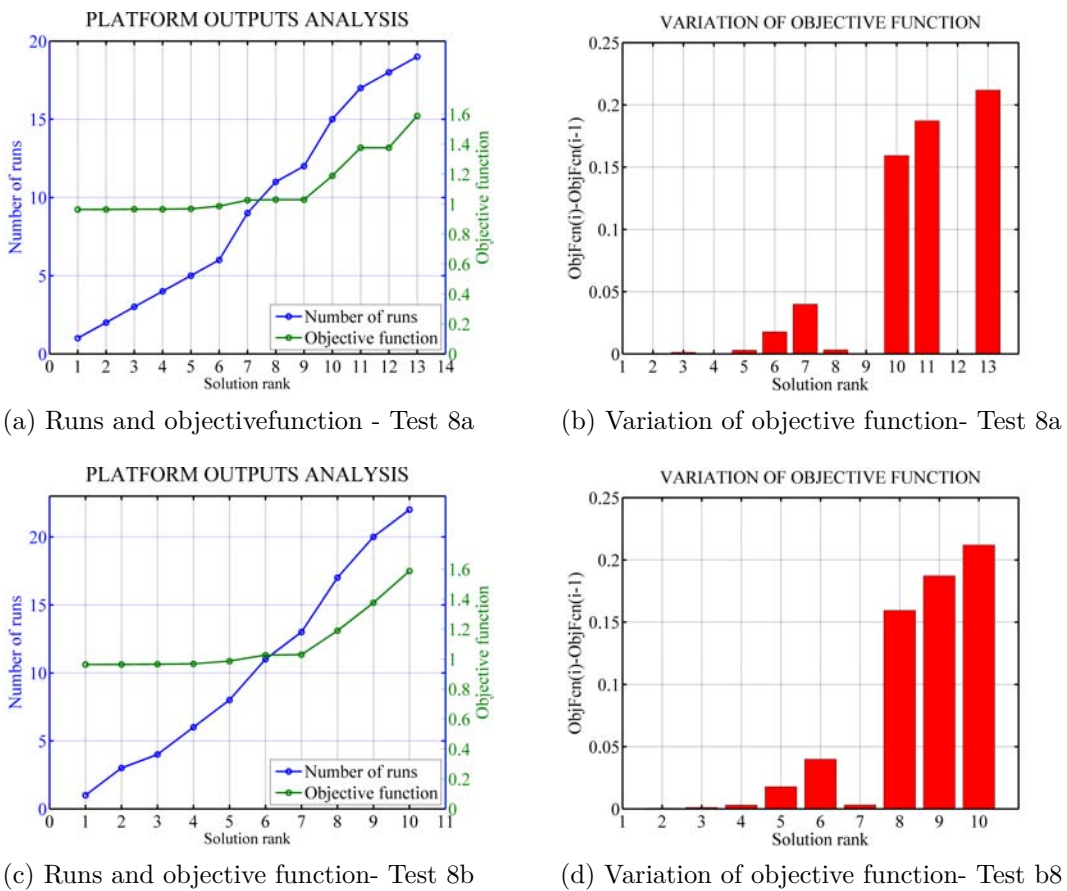 PLATFORM OUTPUTS ANALYSIS
20
15
10
5
0
Number of runs
1.6
1.4
1.2
1
0.8
0.6
0.4
0.2
0
Objective function
Number of runs
Objective function
0 1 2 3 4 5 6 7 8 9 10 11 12 13 14
Solution rank
(a) Runs and objectivefunction - Test 8a
VARIATION OF OBJECTIVE FUNCTION
0.25
0.2
0.15
0.1
0.05
0
ObjFcn(i)-ObjFcn(i-1)
1 2 3 4 5 6 7 8 9 10 11 12 13
Solution rank
(b) Variation of objective function- Test 8a
PLATFORM OUTPUTS ANALYSIS
20
15
10
5
0
Number of runs
1.6
1.4
1.2
1
0.8
0.6
0.4
0.2
0
Objective function
Number of runs
Objective function
0 1 2 3 4 5 6 7 8 9 10 11
Solution rank
(c) Runs and objective function- Test 8b
VARIATION OF OBJECTIVE FUNCTION
0.25
0.2
0.15
0.1
0.05
0
ObjFcn(i)-ObjFcn(i-1)
1 2 3 4 5 6 7 8 9 10
Solution rank
(d) Variation of objective function- Test b8